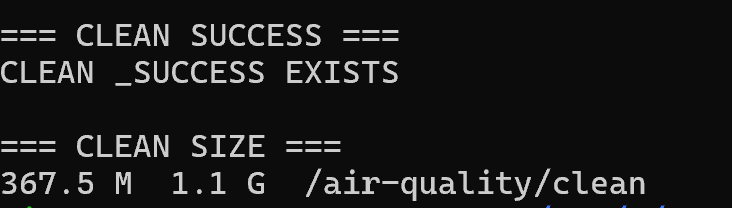 === CLEAN SUCCESS ===
CLEAN _SUCCESS EXISTS
=== CLEAN SIZE ===
367.5 M  1.1 G  /air-quality/clean